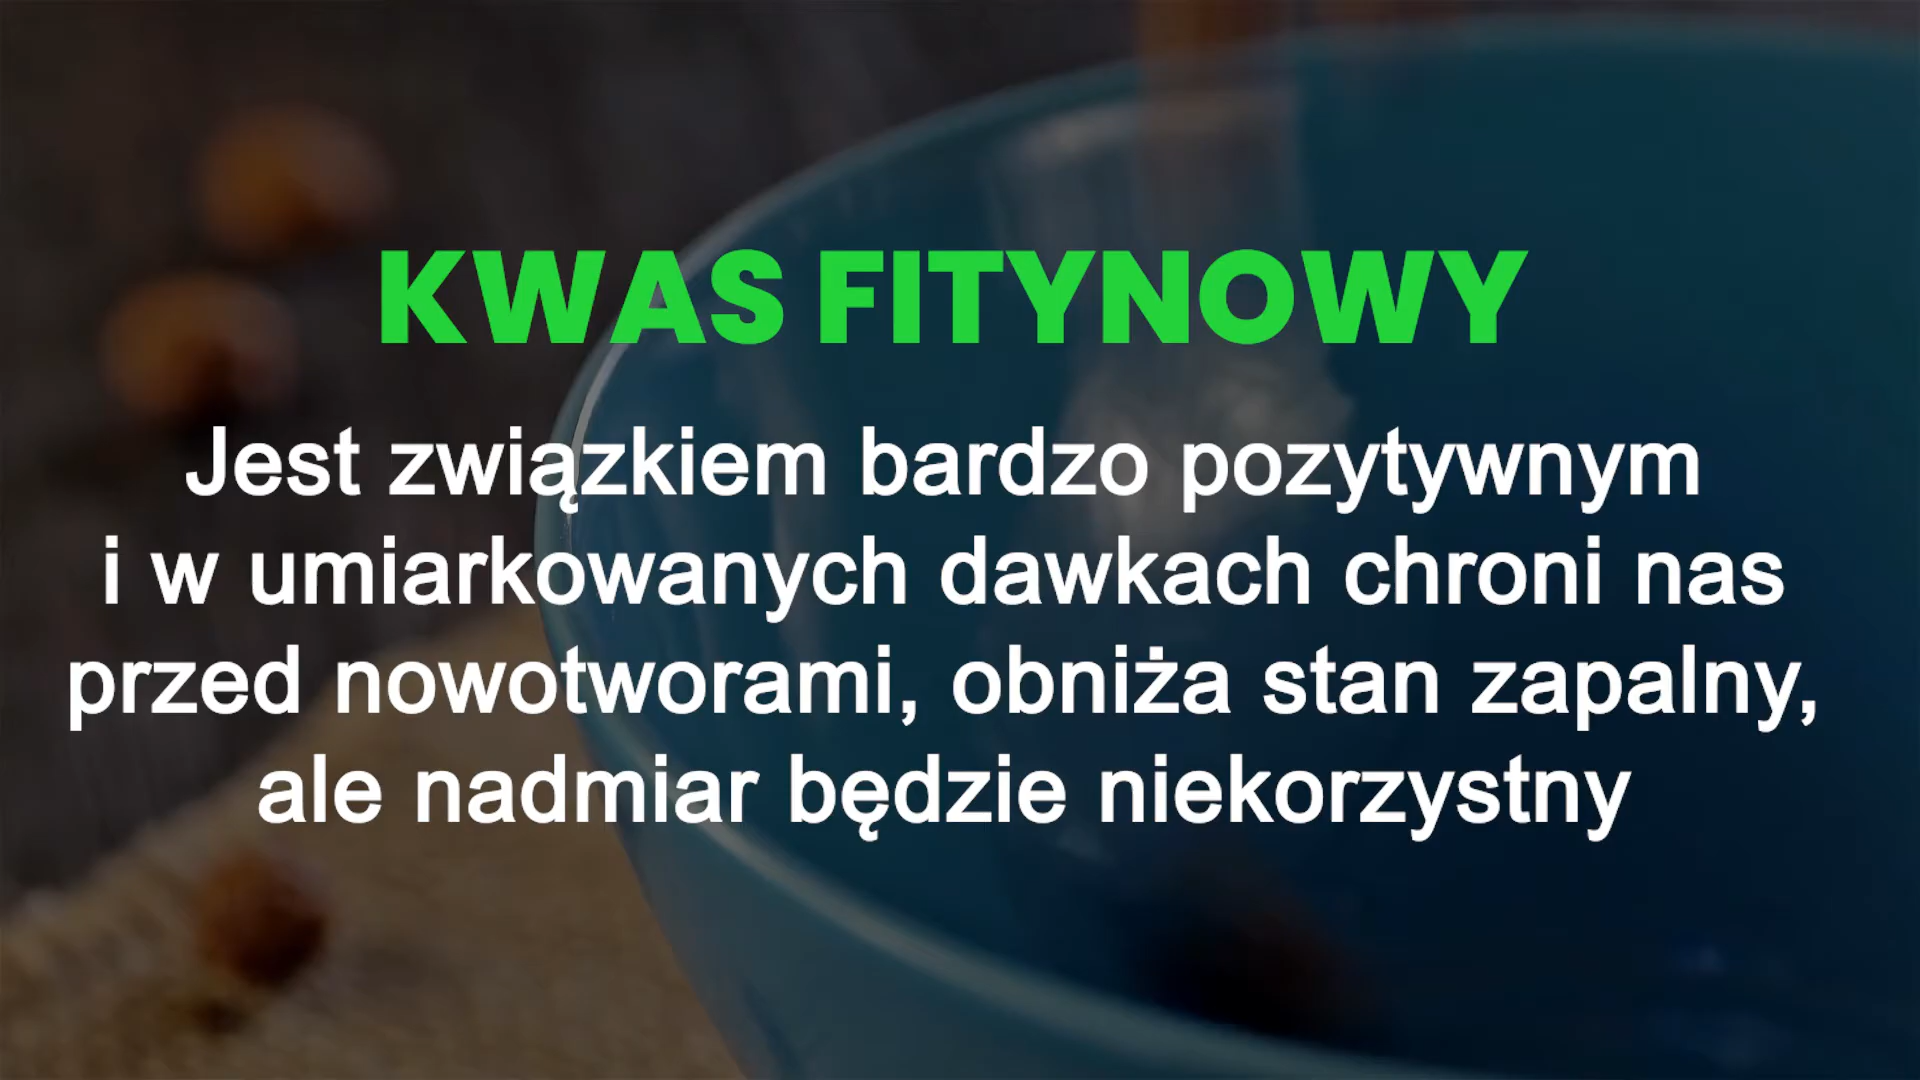 KWAS FITYNOWY
Jest związkiem bardzo pozytywnym
i w umiarkowanych dawkach chroni nas
przed nowotworami, obniża stan zapalny,
ale nadmiar będzie niekorzystny